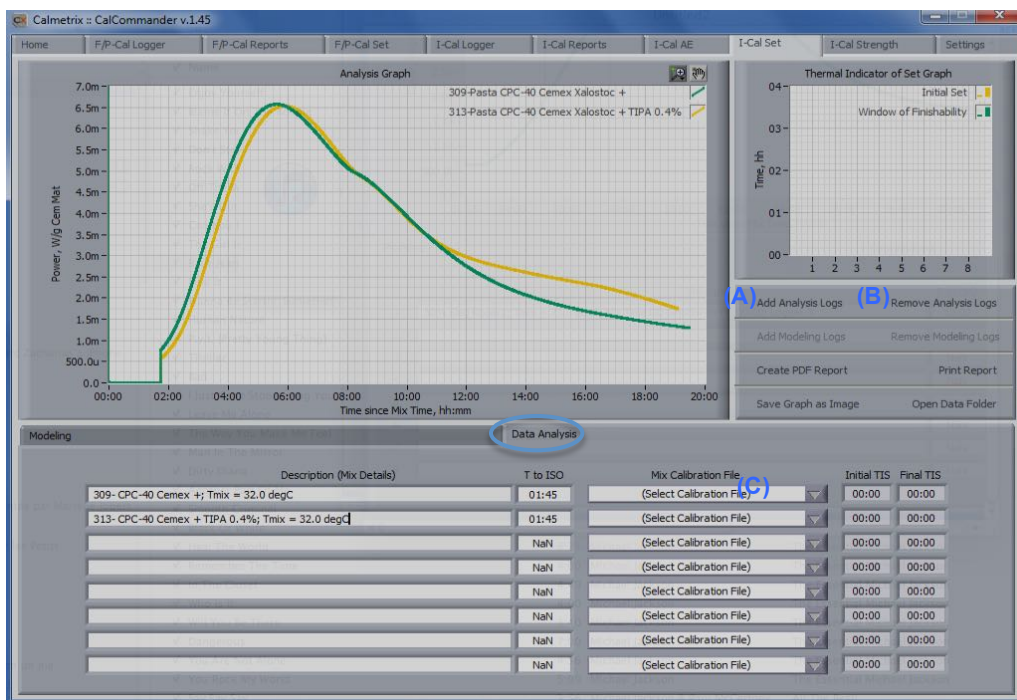 Calmetrix :: CalCommander v.1.45
Home F/P-Cal Logger F/P-Cal Reports F/P-Cal Set I-Cal Logger I-Cal Reports I-Cal AE I-Cal Set I-Cal Strength Settings
Analysis Graph
309-Pasta CPC-40 Cemex Xalostoc +
313-Pasta CPC-40 Cemex Xalostoc + TIPA 0.4%
Power, W/g Cem Mat
7.0m
6.5m
6.0m
5.5m
5.0m
4.5m
4.0m
3.5m
3.0m
2.5m
2.0m
1.5m
1.0m
500.0u
0.0
00:00 02:00 04:00 06:00 08:00 10:00 12:00 14:00 16:00 18:00 20:00
Time since Mix Time, hh:mm
Thermal Indicator of Set Graph
Initial Set
Window of Finishability
Time, hh
04
03
02
01
00
1 2 3 4 5 6 7 8
(A) Add Analysis Logs (B) Remove Analysis Logs
Add Modeling Logs Remove Modeling Logs
Create PDF Report Print Report
Save Graph as Image Open Data Folder
Modeling Data Analysis
Description (Mix Details) T to ISO Mix Calibration File Initial TIS Final TIS
(C)
309- CPC-40 Cemex +; Tmix = 32.0 degC 01:45 (Select Calibration File) 00:00 00:00
313- CPC-40 Cemex + TIPA 0.4%; Tmix = 32.0 degC 01:45 (Select Calibration File) 00:00 00:00
NaN (Select Calibration File) 00:00 00:00
NaN (Select Calibration File) 00:00 00:00
NaN (Select Calibration File) 00:00 00:00
NaN (Select Calibration File) 00:00 00:00
NaN (Select Calibration File) 00:00 00:00
NaN (Select Calibration File) 00:00 00:00